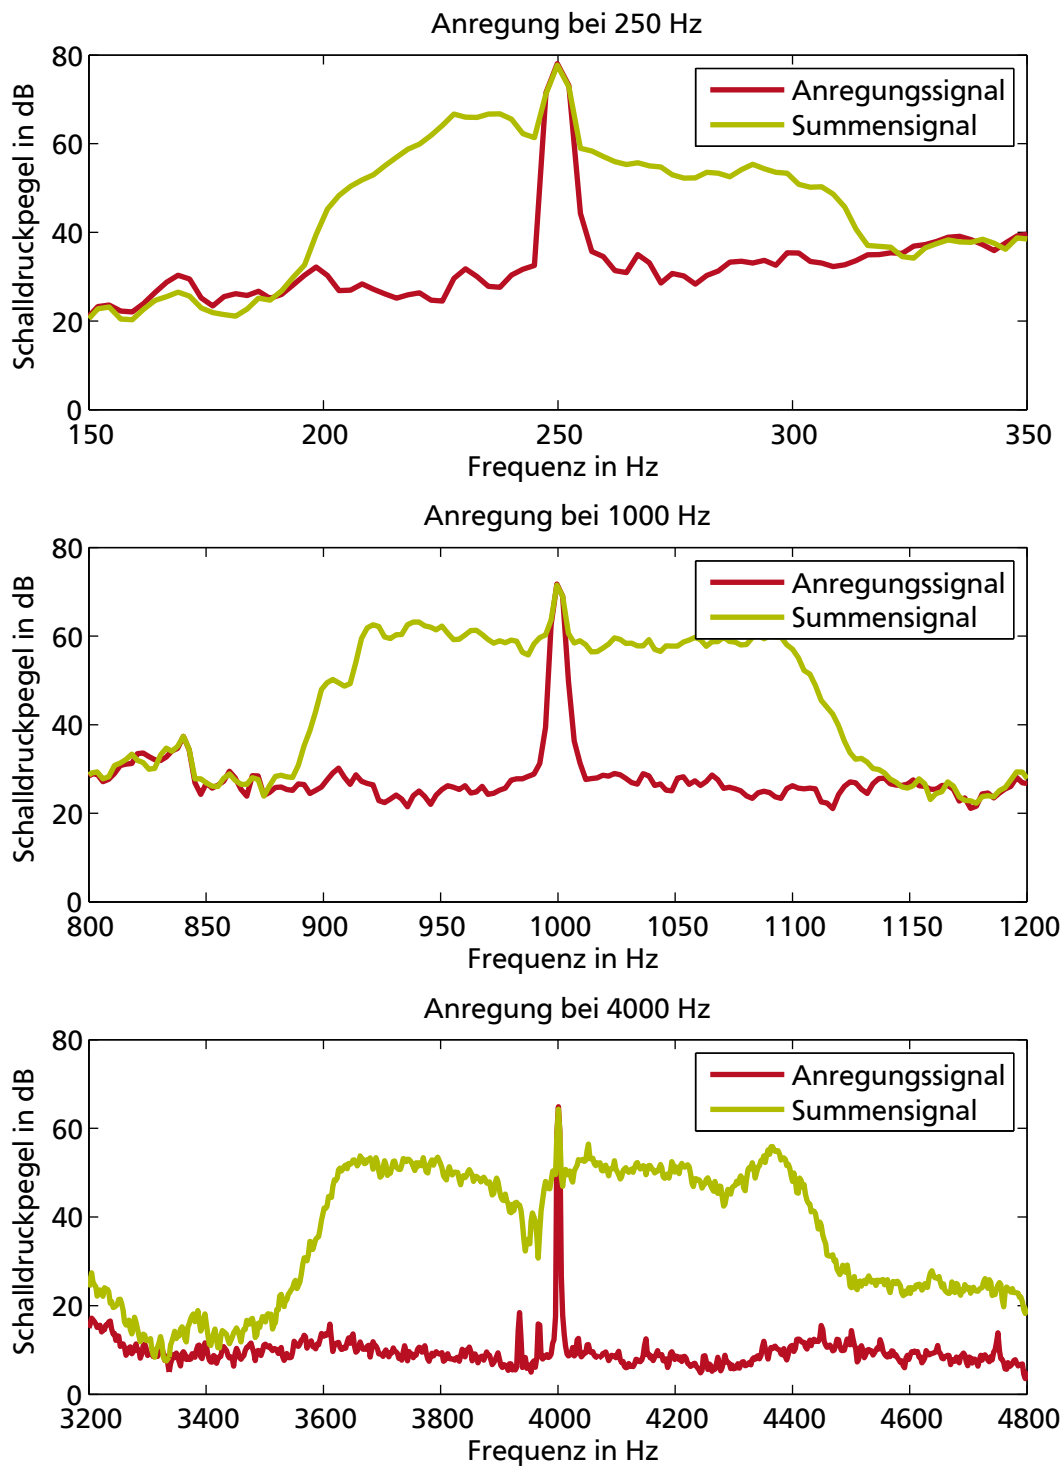 Anregung bei 250 Hz
80
60
40
20
0
Schalldruckpegel in dB
Anregungssignal
Summensignal
150 200 250 300 350
Frequenz in Hz
Anregung bei 1000 Hz
80
60
40
20
0
Schalldruckpegel in dB
Anregungssignal
Summensignal
800 850 900 950 1000 1050 1100 1150 1200
Frequenz in Hz
Anregung bei 4000 Hz
80
60
40
20
0
Schalldruckpegel in dB
Anregungssignal
Summensignal
3200 3400 3600 3800 4000 4200 4400 4600 4800
Frequenz in Hz